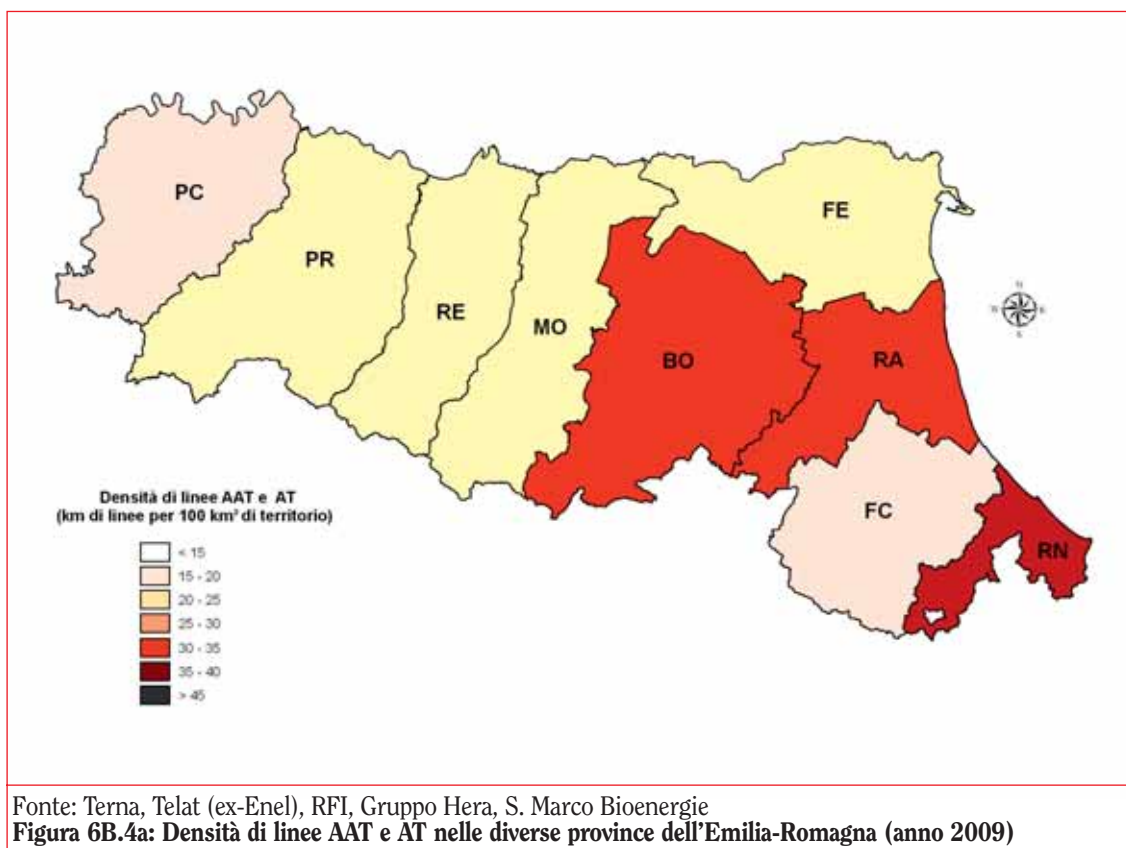 PC
PR
RE
MO
FE
BO
RA
FC
RN
N
S
Densità di linee AAT e AT
(km di linee per 100 km² di territorio)
< 15
15 - 20
20 - 25
25 - 30
30 - 35
35 - 40
> 45
Fonte: Terna, Telat (ex-Enel), RFI, Gruppo Hera, S. Marco Bioenergie
Figura 6B.4a: Densità di linee AAT e AT nelle diverse province dell'Emilia-Romagna (anno 2009)